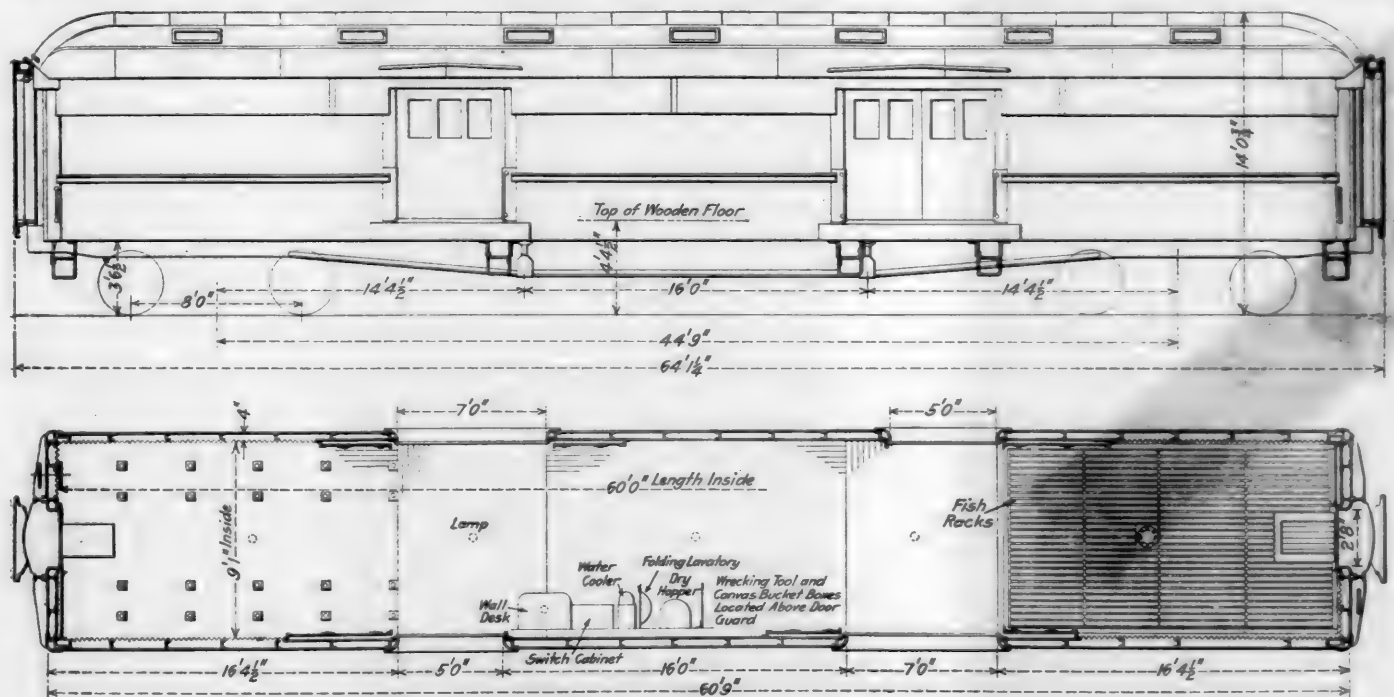 14'0¾"
Top of Wooden Floor
4'4½"
3'6½"
8'0"
14'4½"
16'0"
14'4½"
44'9"
64'1¼"
7'0"
5'0"
4"
60'0" Length Inside
9'1" Inside
Lamp
Fish
Racks
2'8"
Water
Cooler
Folding Lavatory
Dry
Hopper
Wrecking Tool and
Canvas Bucket Boxes
Located Above Door
Guard
Wall
Desk
Switch Cabinet
16'4½"
5'0"
16'0"
7'0"
16'4½"
60'9"